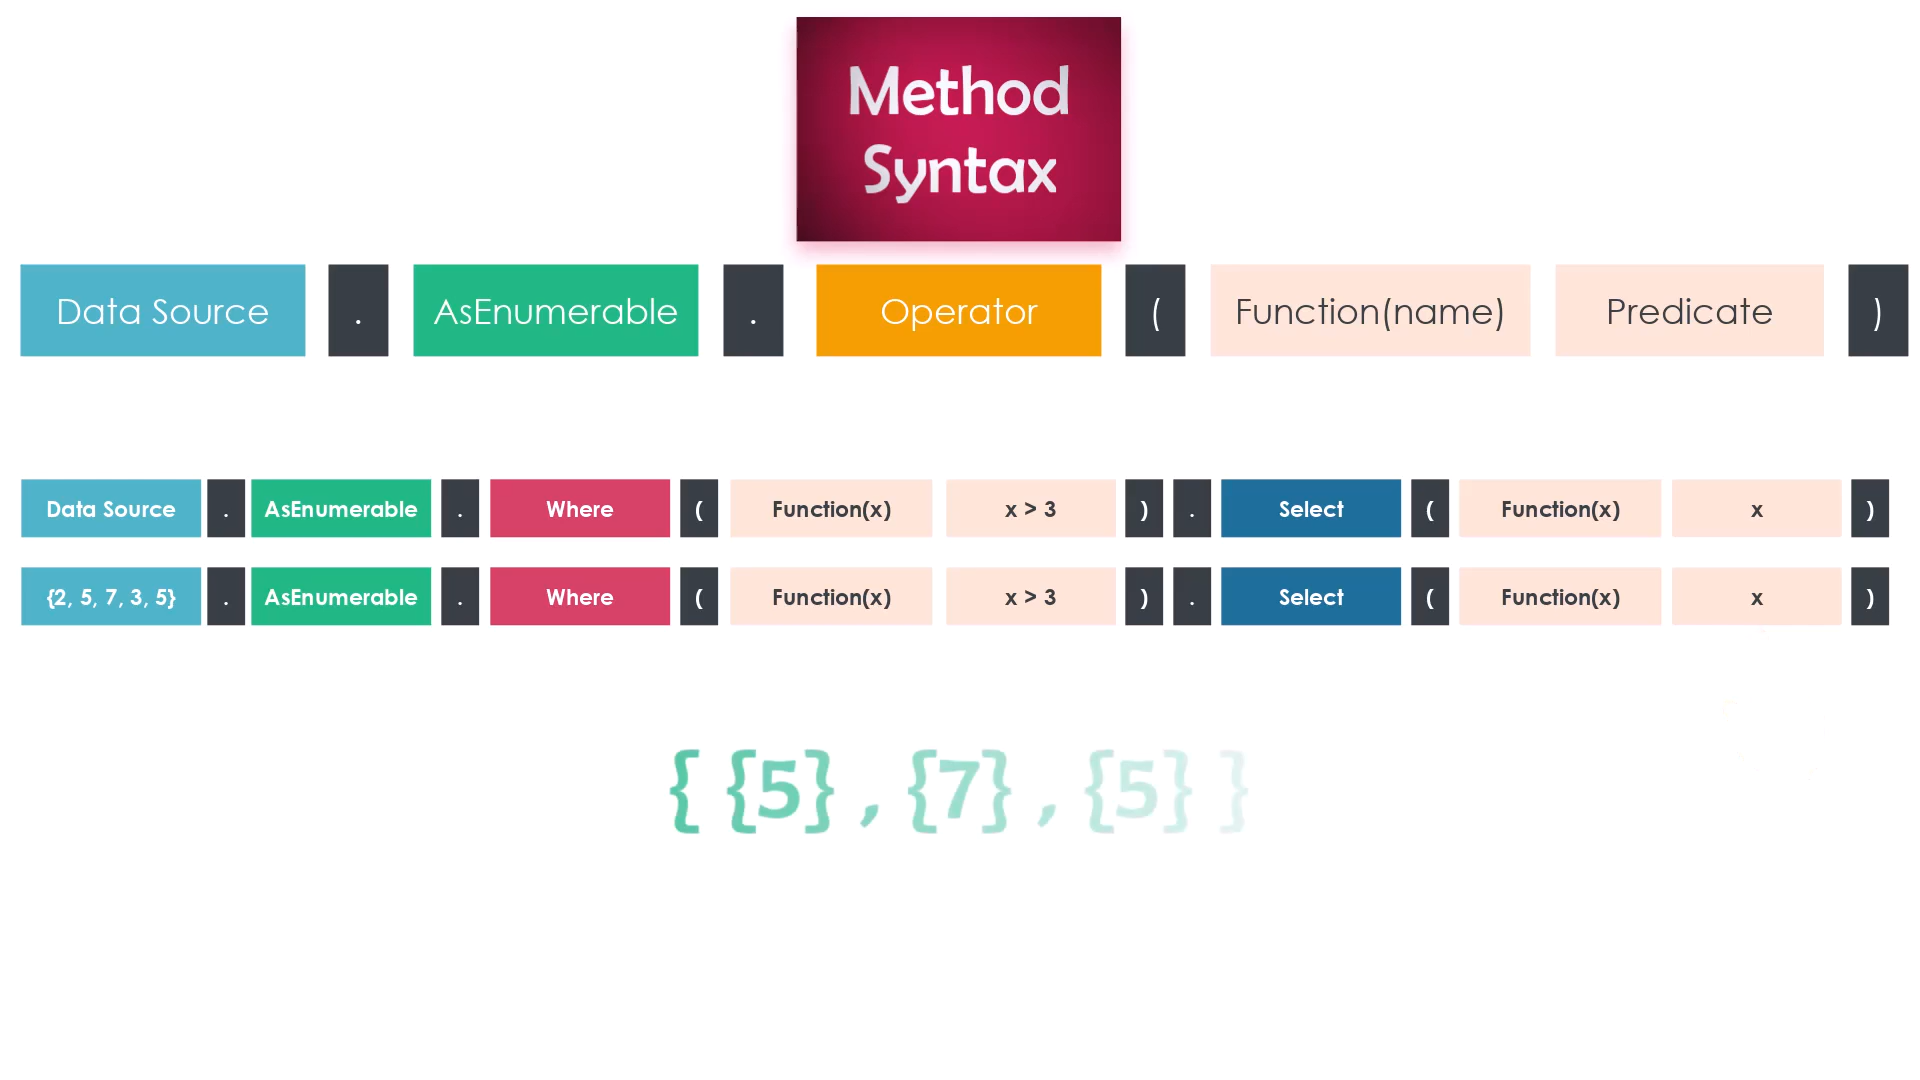 Method
Syntax
Data Source . AsEnumerable . Operator ( Function(name) Predicate )
Data Source . AsEnumerable . Where ( Function(x) x > 3 ) . Select ( Function(x) x )
{2, 5, 7, 3, 5} . AsEnumerable . Where ( Function(x) x > 3 ) . Select ( Function(x) x )
{ {5} , {7} , {5} }